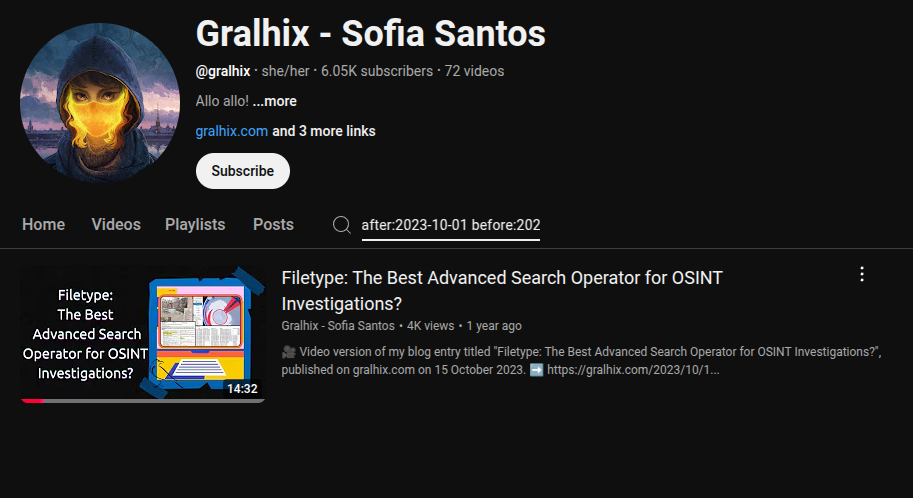 Gralhix - Sofia Santos
@gralhix · she/her · 6.05K subscribers · 72 videos
Allo allo! ...more
gralhix.com and 3 more links
Subscribe
Home Videos Playlists Posts after:2023-10-01 before:202
Filetype:
The Best
Advanced Search
Operator for OSINT
Investigations?
14:32
Filetype: The Best Advanced Search Operator for OSINT
Investigations?
Gralhix - Sofia Santos • 4K views • 1 year ago
🎥 Video version of my blog entry titled "Filetype: The Best Advanced Search Operator for OSINT Investigations?",
published on gralhix.com on 15 October 2023. ➡️ https://gralhix.com/2023/10/1...